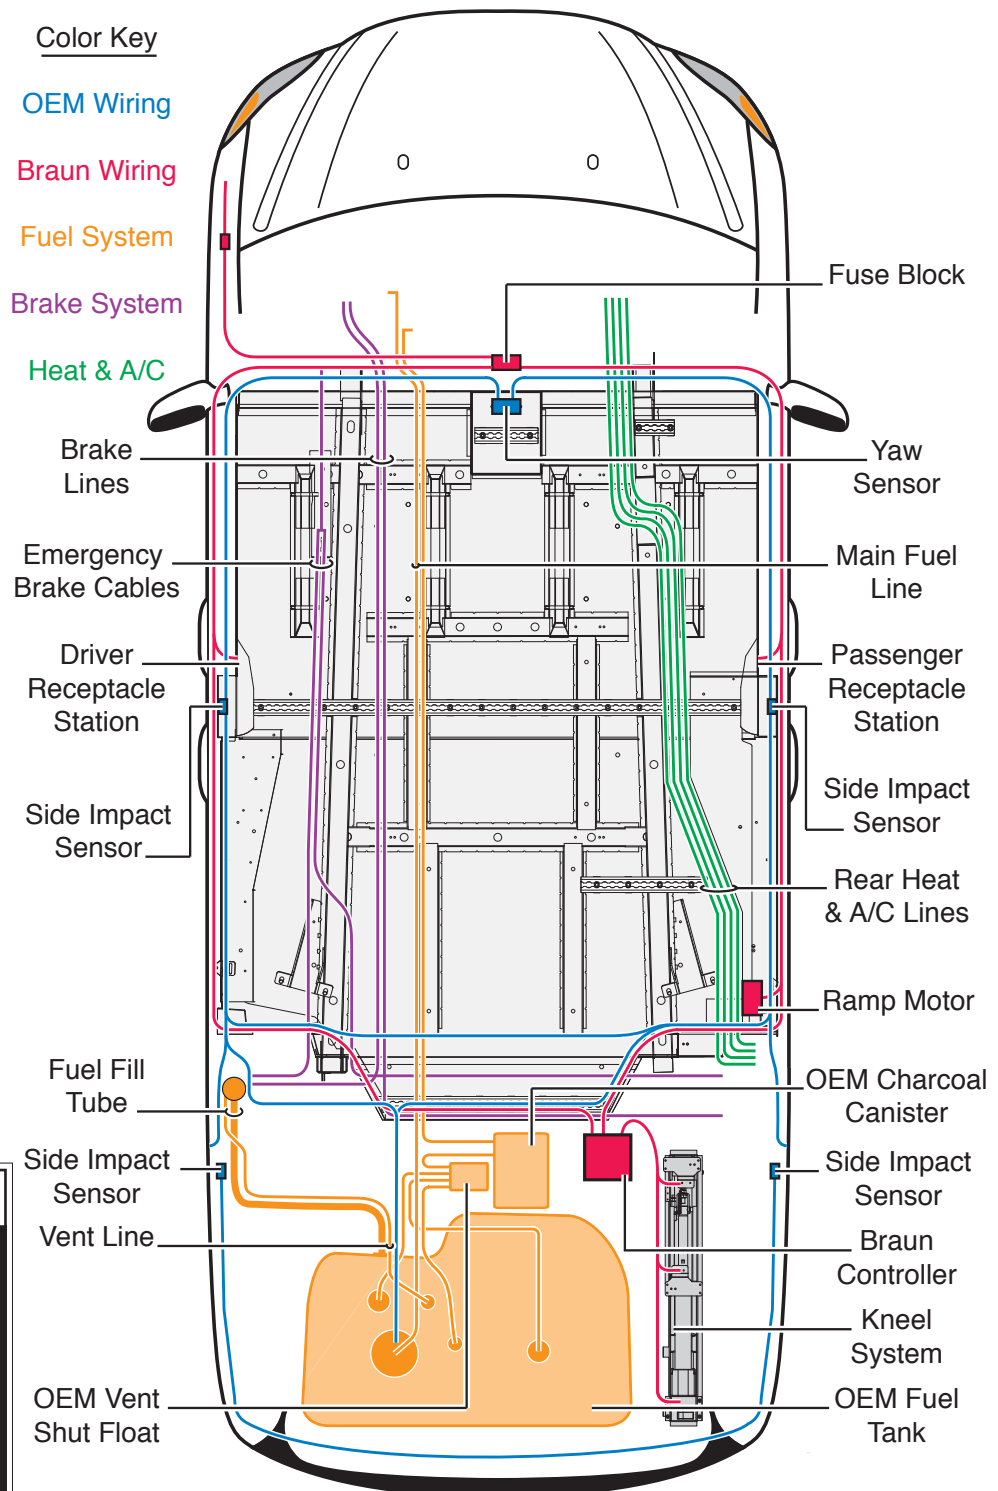 Color Key
OEM Wiring
Braun Wiring
Fuel System
Brake System
Heat & A/C
Fuse Block
Brake
Lines
Yaw
Sensor
Emergency
Brake Cables
Main Fuel
Line
Driver
Receptacle
Station
Passenger
Receptacle
Station
Side Impact
Sensor
Side Impact
Sensor
Rear Heat
& A/C Lines
Ramp Motor
Fuel Fill
Tube
OEM Charcoal
Canister
Side Impact
Sensor
Side Impact
Sensor
Vent Line
Braun
Controller
Kneel
System
OEM Vent
Shut Float
OEM Fuel
Tank